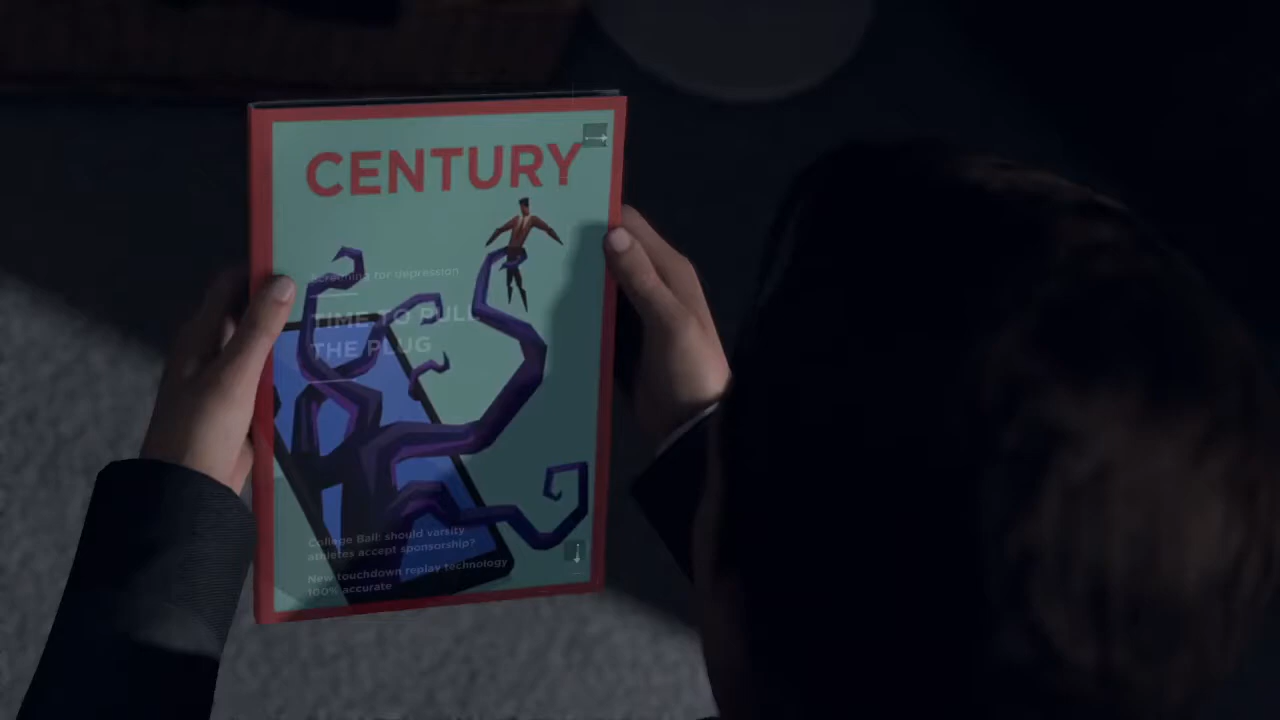 CENTURY
Screening for depression
TIME TO PULL
THE PLUG
College Ball: should varsity
athletes accept sponsorship?
New touchdown replay technology
100% accurate